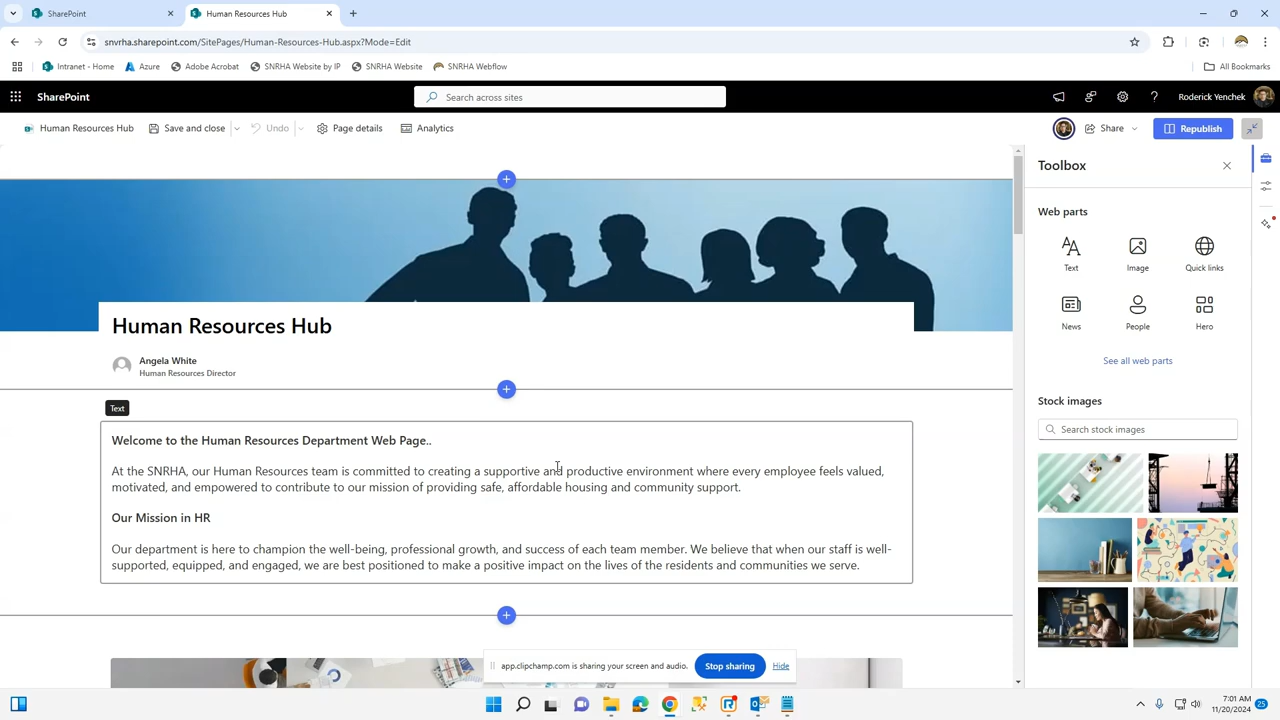 SharePoint
Human Resources Hub
snvrha.sharepoint.com/SitePages/Human-Resources-Hub.aspx?Mode=Edit
Intranet - Home
Azure
Adobe Acrobat
SNRHA Website by IP
SNRHA Website
SNRHA Webflow
All Bookmarks
SharePoint
Search across sites
Roderick Yenchek
Human Resources Hub
Save and close
Undo
Page details
Analytics
Share
Republish
Toolbox
Web parts
Text
Image
Quick links
News
People
Hero
See all web parts
Stock images
Search stock images
Human Resources Hub
Angela White
Human Resources Director
Text
Welcome to the Human Resources Department Web Page..
At the SNRHA, our Human Resources team is committed to creating a supportive and productive environment where every employee feels valued,
motivated, and empowered to contribute to our mission of providing safe, affordable housing and community support.
Our Mission in HR
Our department is here to champion the well-being, professional growth, and success of each team member. We believe that when our staff is well-
supported, equipped, and engaged, we are best positioned to make a positive impact on the lives of the residents and communities we serve.
app.clipchamp.com is sharing your screen and audio.
Stop sharing
Hide
7:01 AM
11/20/2024
25